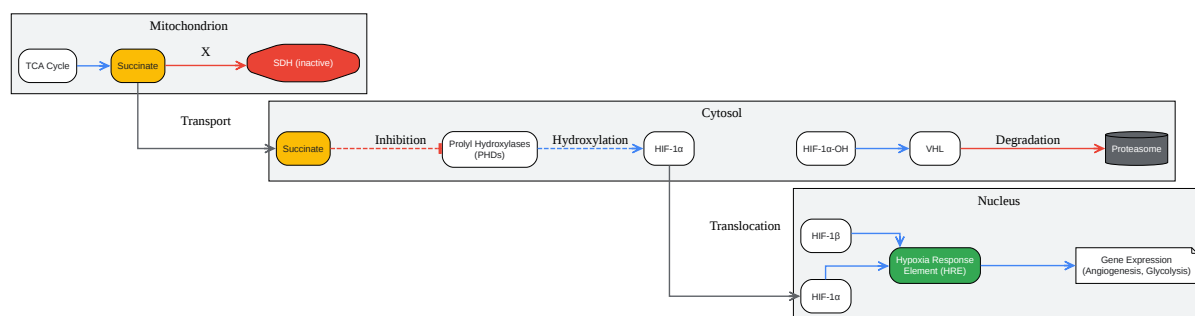 Mitochondrion
TCA Cycle
Succinate
X
SDH (inactive)
Transport
Cytosol
Succinate
Inhibition
Prolyl Hydroxylases
(PHDs)
Hydroxylation
HIF-1α
HIF-1α-OH
VHL
Degradation
Proteasome
Translocation
Nucleus
HIF-1β
HIF-1α
Hypoxia Response
Element (HRE)
Gene Expression
(Angiogenesis, Glycolysis)